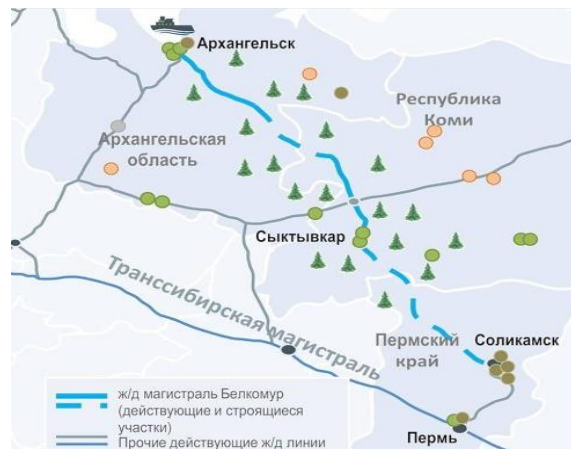 Архангельск
Республика
Коми
Архангельская
область
Сыктывкар
Транссибирская магистраль
Пермский
край
Соликамск
Пермь
ж/д магистраль Белкомур
(действующие и строящиеся
участки)
Прочие действующие ж/д линии